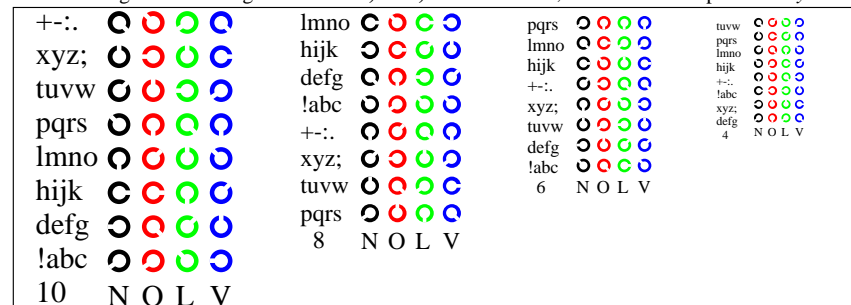 +-:.
xyz;
tuvw
pqrs
lmno
hijk
defg
!abc
10 N O L V
lmno
hijk
defg
!abc
+-:.
xyz;
tuvw
pqrs
8 N O L V
pqrs
lmno
hijk
+-:.
xyz;
tuvw
defg
!abc
6 N O L V
tuvw
pqrs
lmno
hijk
+-:.
!abc
xyz;
defg
4 N O L V